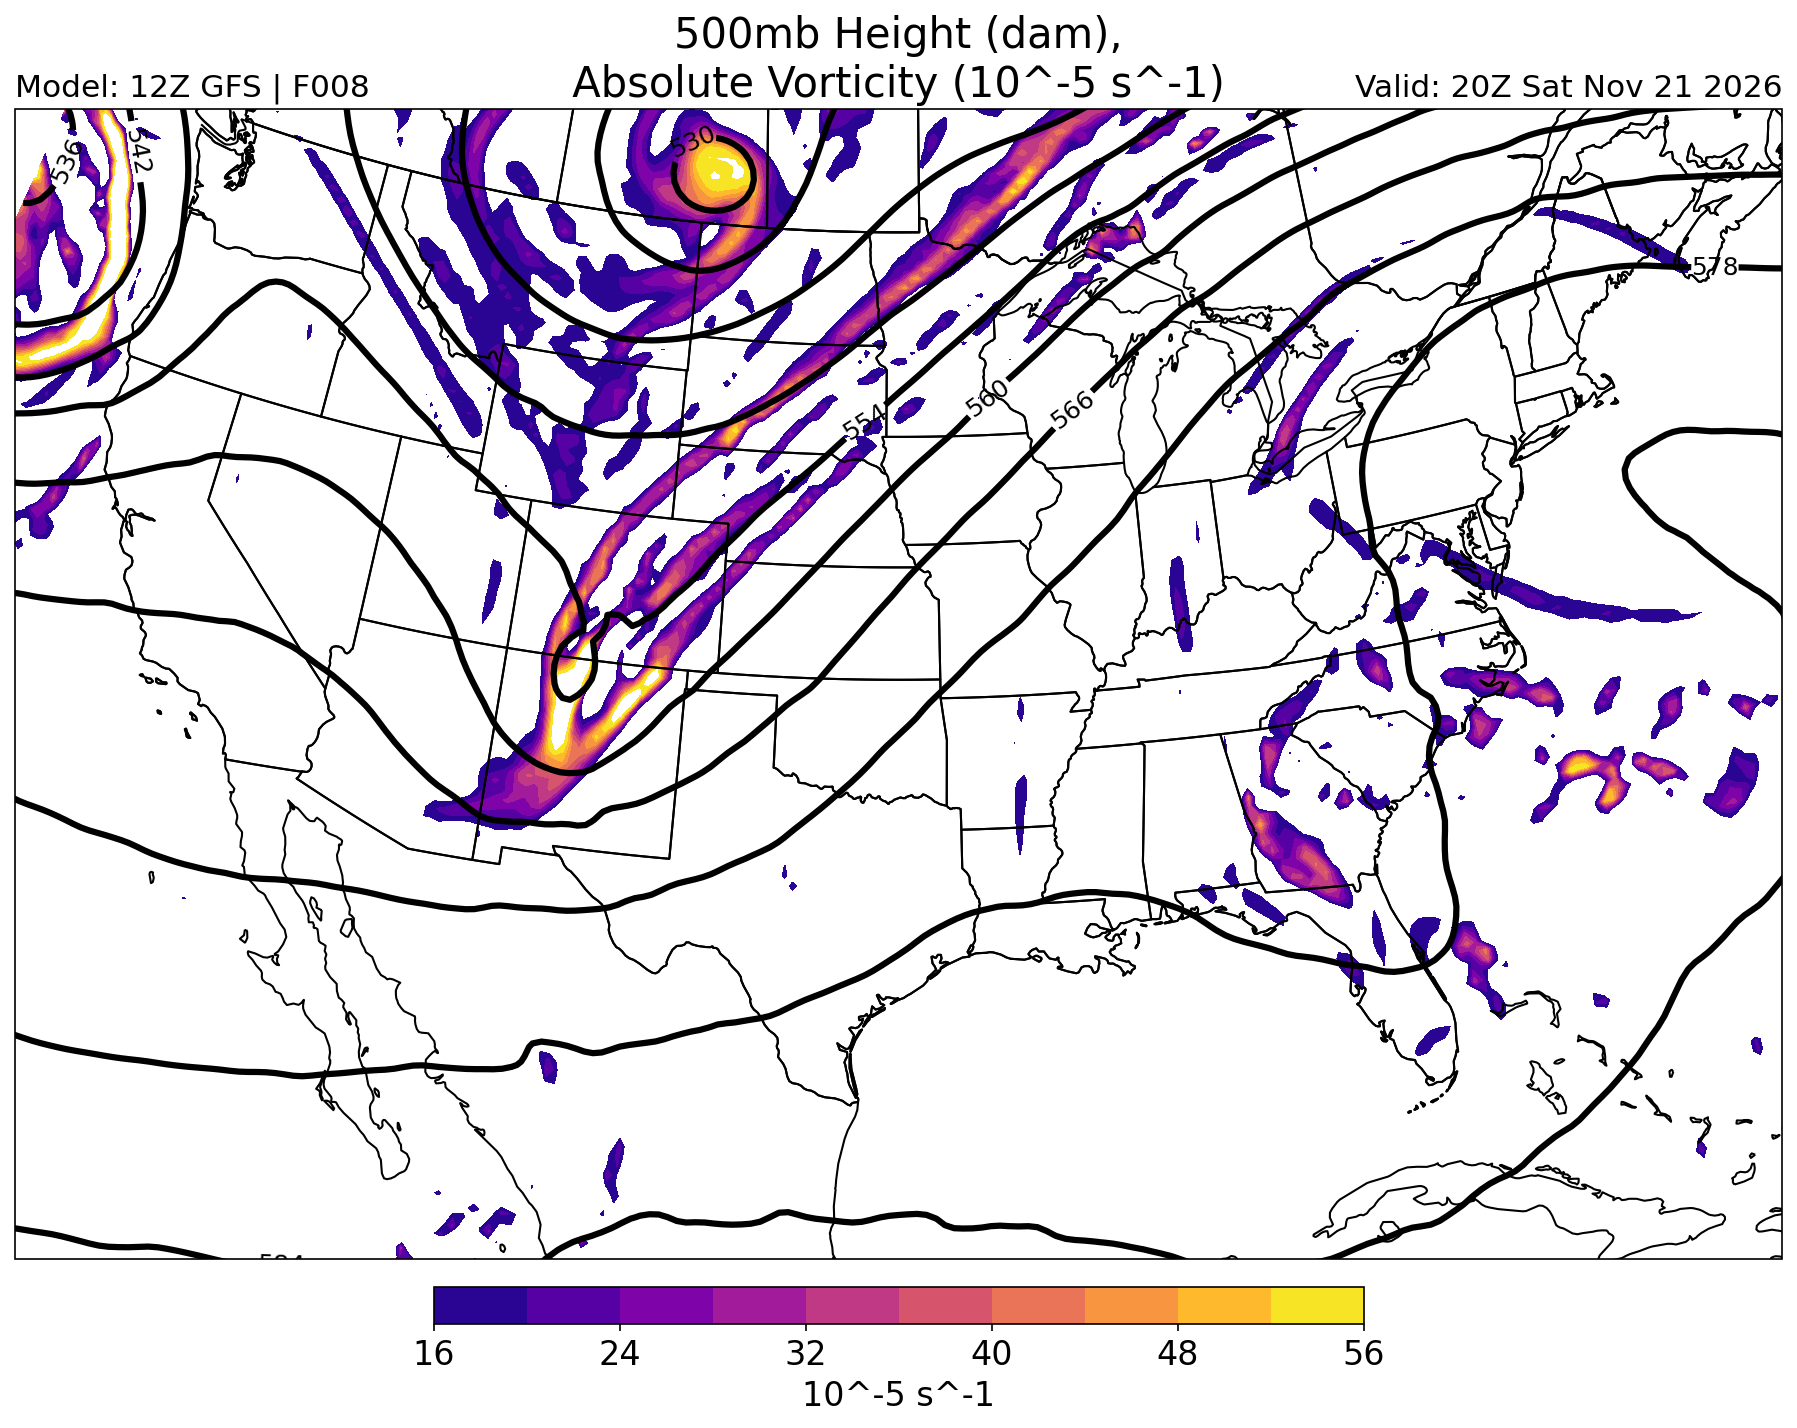 500mb Height (dam),
Absolute Vorticity (10^-5 s^-1)
Model: 12Z GFS | F008
Valid: 20Z Sat Nov 21 2026
536
542
530
578
554
560
566
16 24 32 40 48 56
10^-5 s^-1